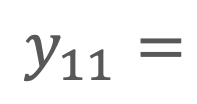 y₁₁ =